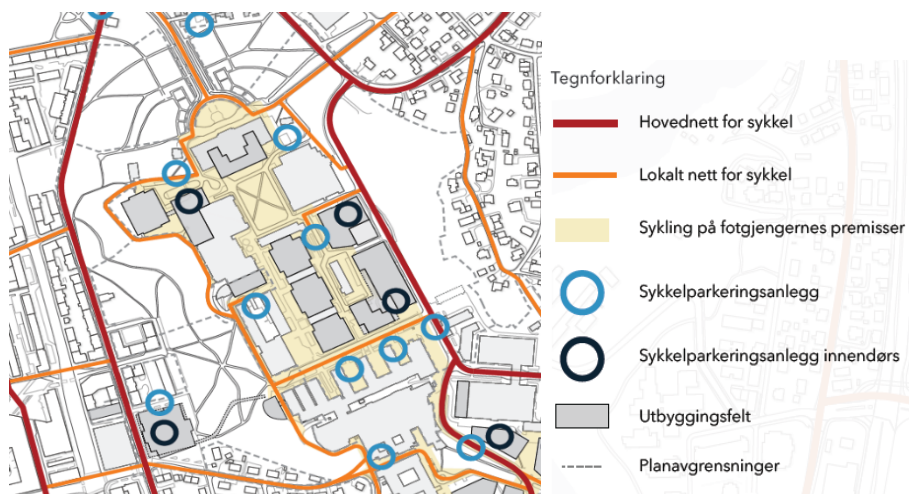 Tegnforklaring
Hovednett for sykkel
Lokalt nett for sykkel
Sykling på fotgjengernes premisser
Sykkelparkeringsanlegg
Sykkelparkeringsanlegg innendørs
Utbyggingsfelt
Planavgrensninger